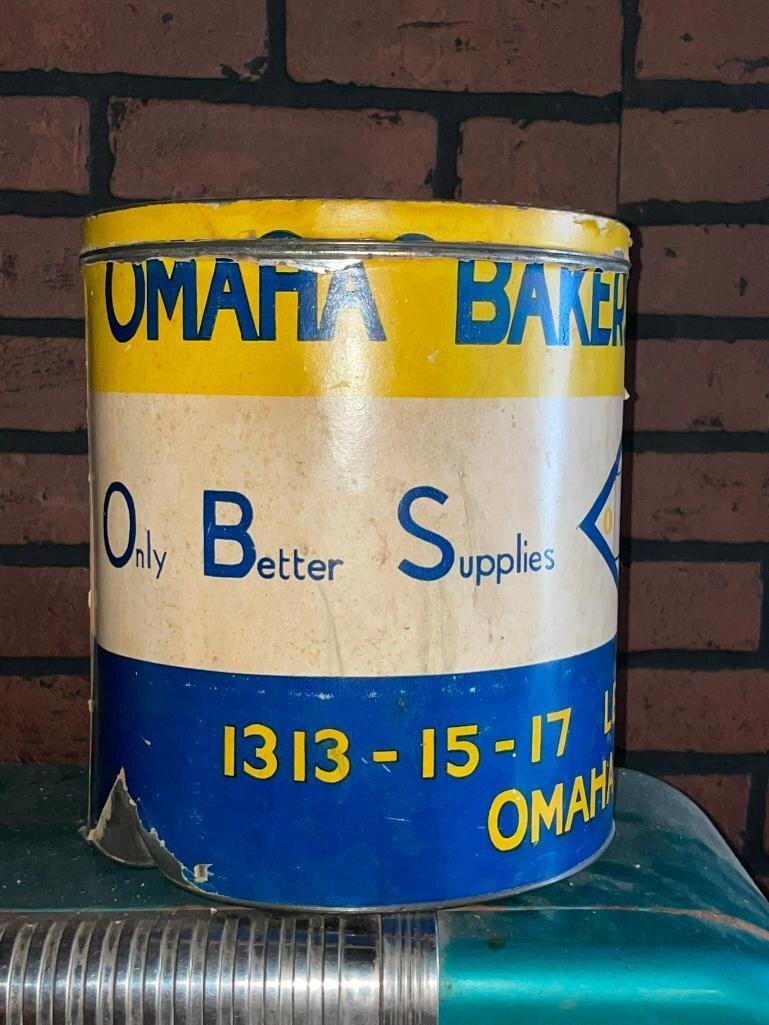 OMAHA BAKER
Only Better Supplies
O
1313-15-17 L
OMAHA